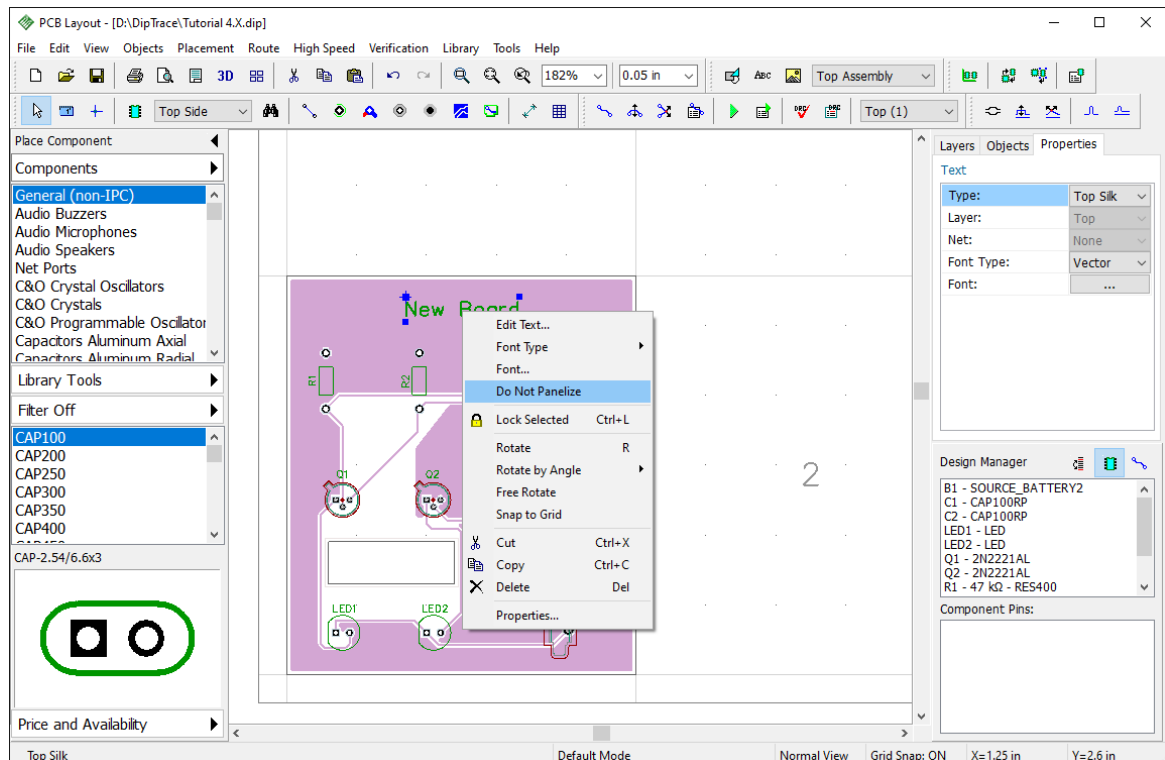 PCB Layout - [D:\DipTrace\Tutorial 4.X.dip]
File Edit View Objects Placement Route High Speed Verification Library Tools Help
3D 182% 0.05 in ABC Top Assembly
Top Side A DRC DRC Top (1)
Place Component
Components
General (non-IPC)
Audio Buzzers
Audio Microphones
Audio Speakers
Net Ports
C&O Crystal Oscillators
C&O Crystals
C&O Programmable Oscillator
Capacitors Aluminum Axial
Capacitors Aluminum Radial
Library Tools
Filter Off
CAP100
CAP200
CAP250
CAP300
CAP350
CAP400
CAP-2.54/6.6x3
Price and Availability
New Board
R1 R2
Q1 Q2
LED1 LED2
2
Edit Text...
Font Type
Font...
Do Not Panelize
Lock Selected Ctrl+L
Rotate R
Rotate by Angle
Free Rotate
Snap to Grid
Cut Ctrl+X
Copy Ctrl+C
Delete Del
Properties...
Layers Objects Properties
Text
Type: Top Silk
Layer: Top
Net: None
Font Type: Vector
Font: ...
Design Manager
B1 - SOURCE_BATTERY2
C1 - CAP100RP
C2 - CAP100RP
LED1 - LED
LED2 - LED
Q1 - 2N2221AL
Q2 - 2N2221AL
R1 - 47 kΩ - RES400
Component Pins:
Top Silk Default Mode Normal View Grid Snap: ON X=1.25 in Y=2.6 in